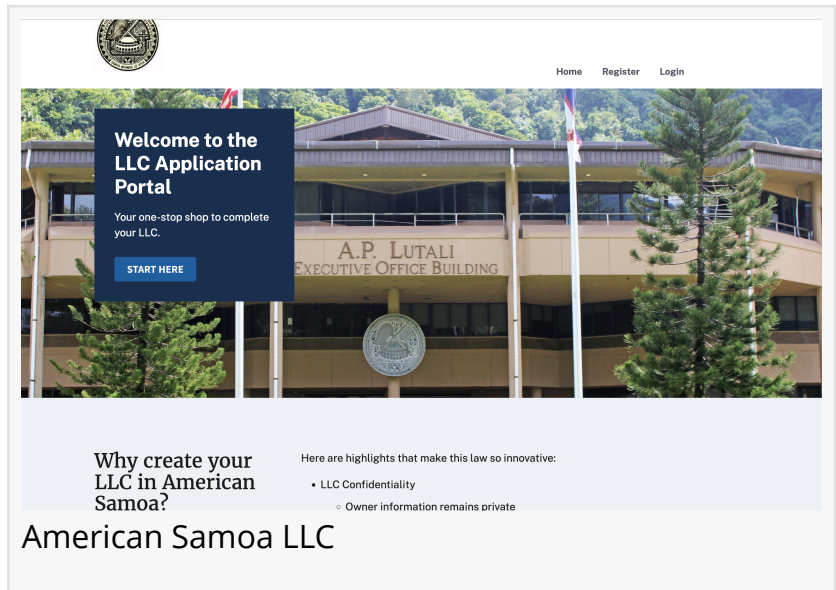 Home Register Login
Welcome to the
LLC Application
Portal
Your one-stop shop to complete
your LLC.
START HERE
A.P. LUTALI
EXECUTIVE OFFICE BUILDING
Why create your
LLC in American
Samoa?
Here are highlights that make this law so innovative:
• LLC Confidentiality
◦ Owner information remains private
American Samoa LLC